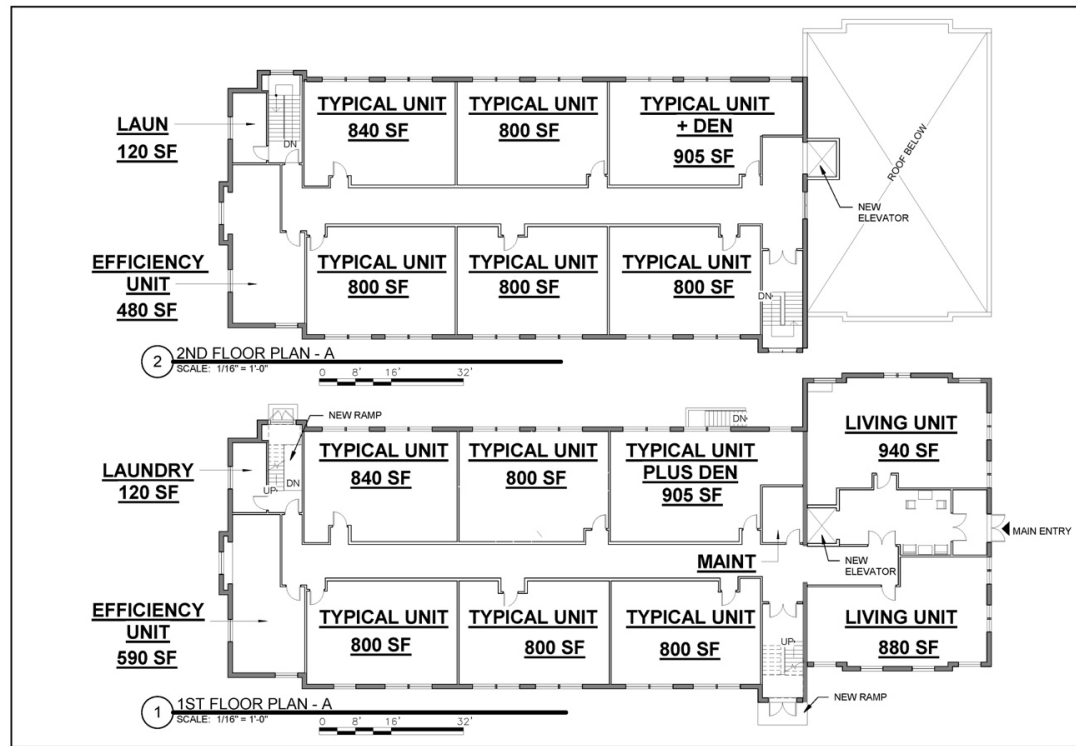 TYPICAL UNIT
840 SF
TYPICAL UNIT
800 SF
TYPICAL UNIT
+ DEN
905 SF
LAUN
120 SF
DN
ROOF BELOW
NEW
ELEVATOR
EFFICIENCY
UNIT
480 SF
TYPICAL UNIT
800 SF
TYPICAL UNIT
800 SF
TYPICAL UNIT
800 SF
DN
2
2ND FLOOR PLAN - A
SCALE: 1/16" = 1'-0"
0 8' 16' 32'
NEW RAMP
DN
LAUNDRY
120 SF
UP
DN
TYPICAL UNIT
840 SF
TYPICAL UNIT
800 SF
TYPICAL UNIT
PLUS DEN
905 SF
LIVING UNIT
940 SF
MAIN ENTRY
MAINT
NEW
ELEVATOR
EFFICIENCY
UNIT
590 SF
TYPICAL UNIT
800 SF
TYPICAL UNIT
800 SF
TYPICAL UNIT
800 SF
UP
LIVING UNIT
880 SF
NEW RAMP
1
1ST FLOOR PLAN - A
SCALE: 1/16" = 1'-0"
0 8' 16' 32'